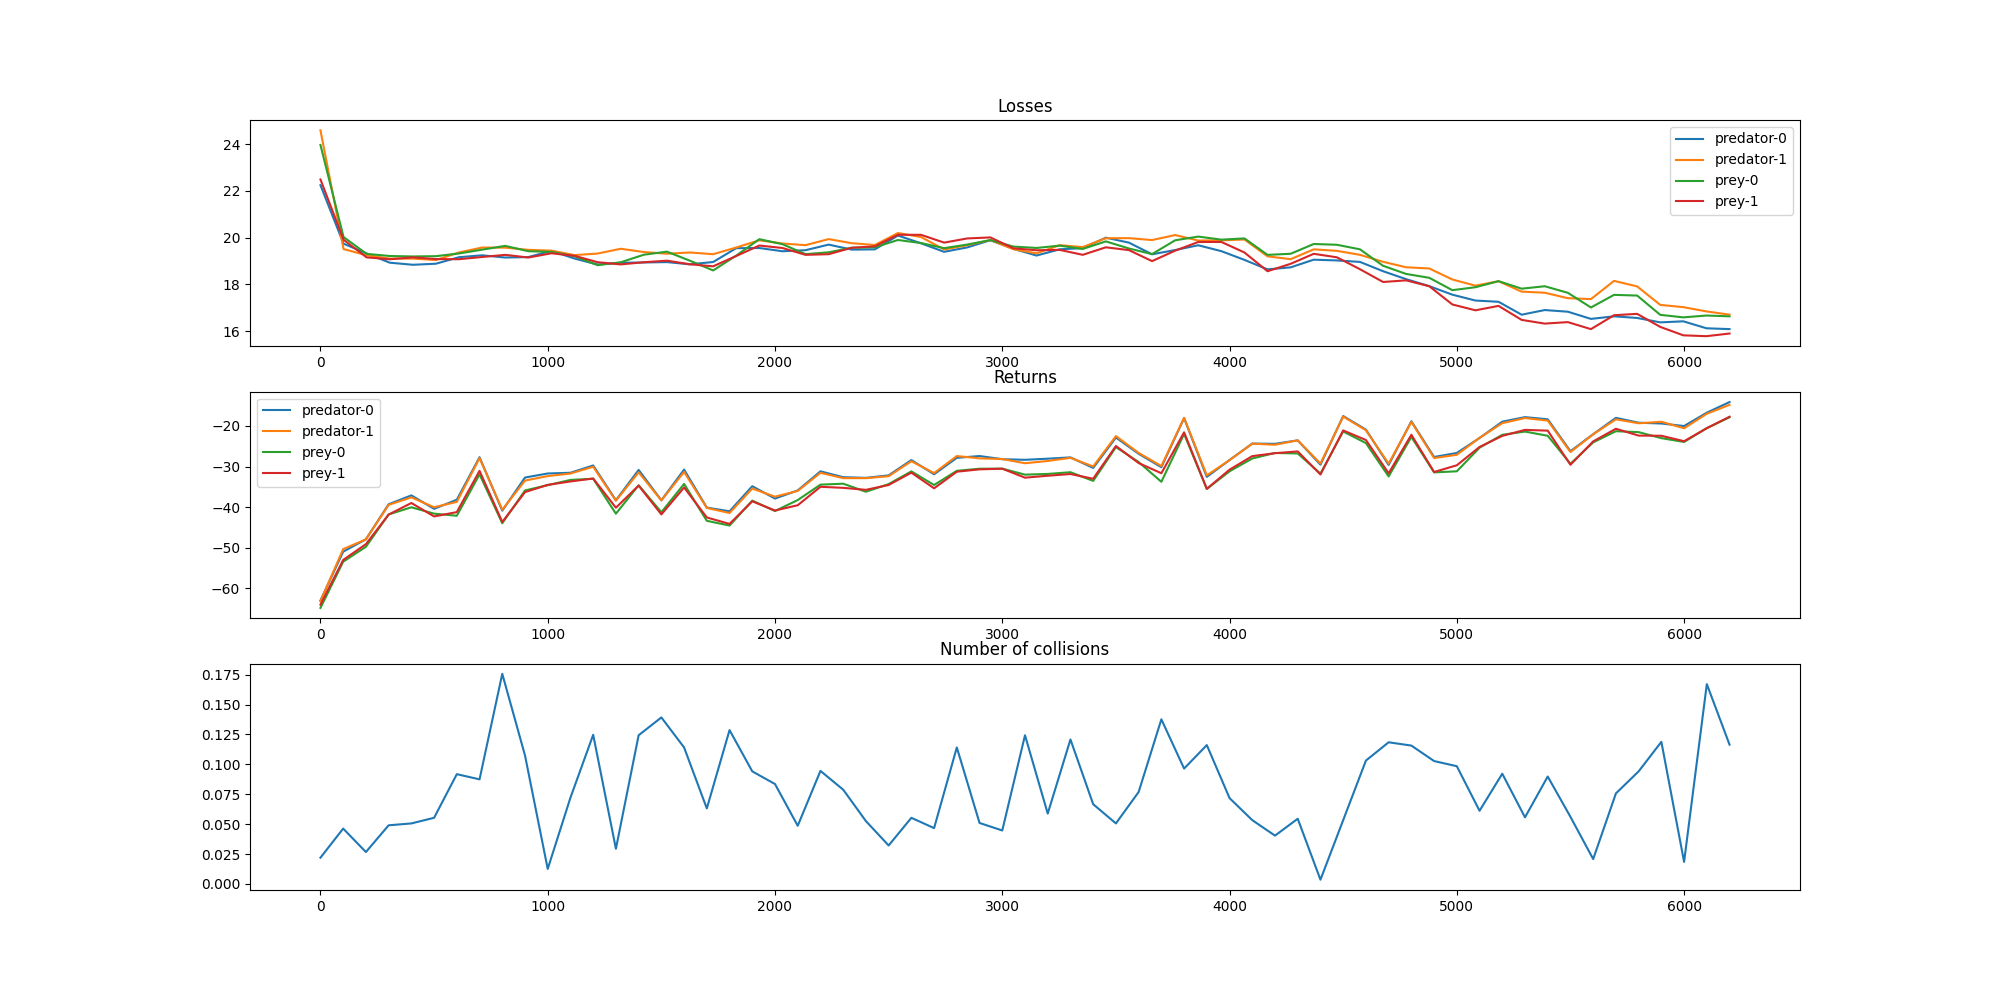 Losses
24
22
20
18
16
predator-0
predator-1
prey-0
prey-1
0 1000 2000 3000 4000 5000 6000
Returns
−20
−30
−40
−50
−60
predator-0
predator-1
prey-0
prey-1
0 1000 2000 3000 4000 5000 6000
Number of collisions
0.175
0.150
0.125
0.100
0.075
0.050
0.025
0.000
0 1000 2000 3000 4000 5000 6000